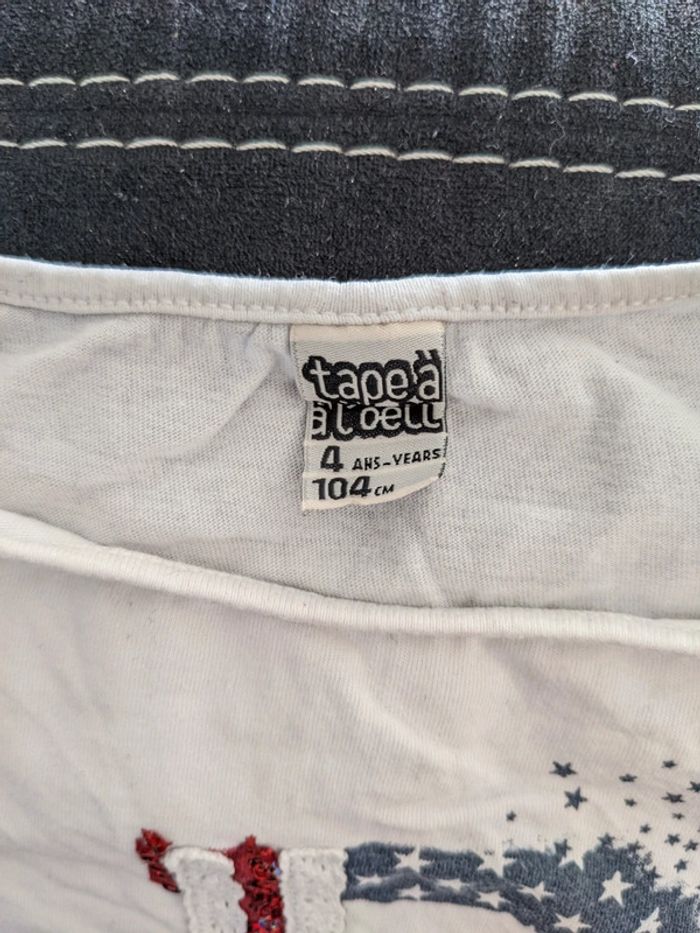 tape à
à l'oeil
4 ANS-YEARS
104 CM